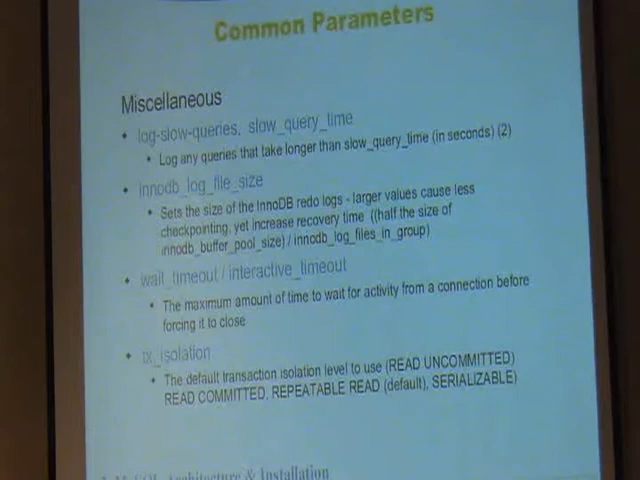 Common Parameters
Miscellaneous
• log-slow-queries, slow_query_time
• Log any queries that take longer than slow_query_time (in seconds) (2)
• innodb_log_file_size
• Sets the size of the InnoDB redo logs - larger values cause less
checkpointing, yet increase recovery time ((half the size of
innodb_buffer_pool_size) / innodb_log_files_in_group)
• wait_timeout / interactive_timeout
• The maximum amount of time to wait for activity from a connection before
forcing it to close
• tx_isolation
• The default transaction isolation level to use (READ UNCOMMITTED)
READ COMMITTED, REPEATABLE READ (default), SERIALIZABLE)
MySQL Architecture & Installation